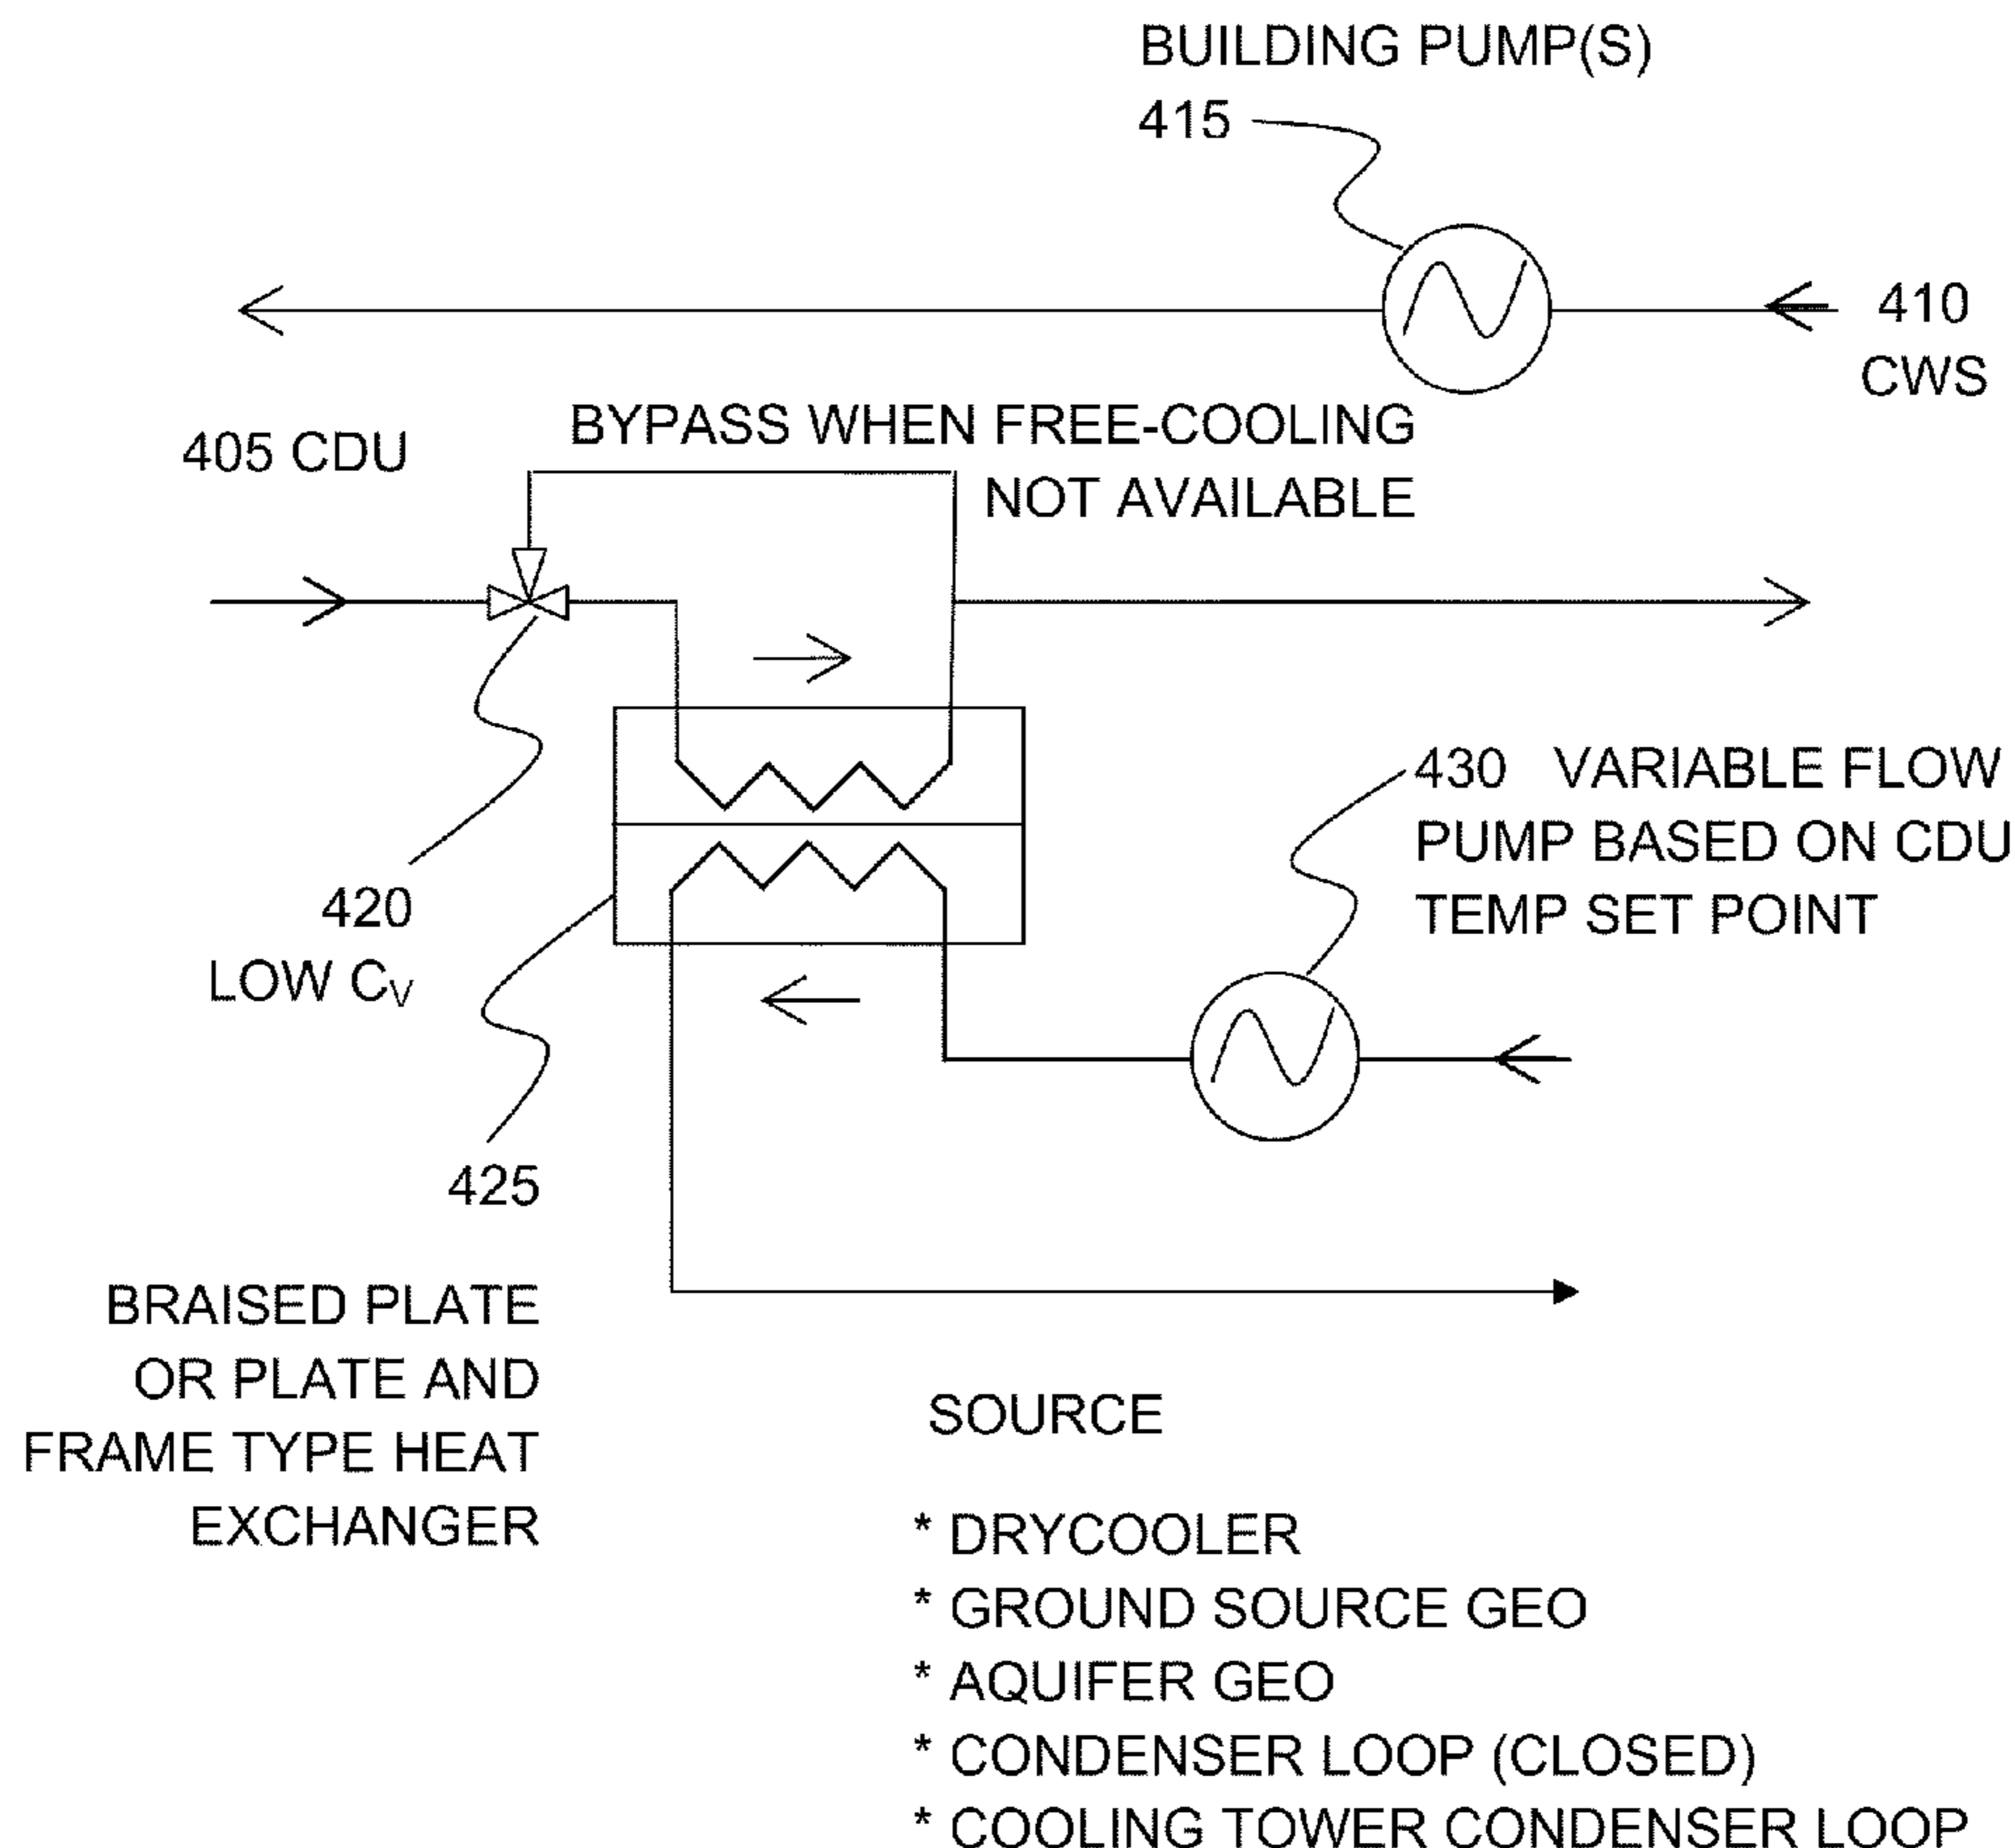 BUILDING PUMP(S)
415
410
CWS
405 CDU
BYPASS WHEN FREE-COOLING
NOT AVAILABLE
430 VARIABLE FLOW
PUMP BASED ON CDU
TEMP SET POINT
420
LOW CV
425
BRAISED PLATE
OR PLATE AND
FRAME TYPE HEAT
EXCHANGER
SOURCE
* DRYCOOLER
* GROUND SOURCE GEO
* AQUIFER GEO
* CONDENSER LOOP (CLOSED)
* COOLING TOWER CONDENSER LOOP